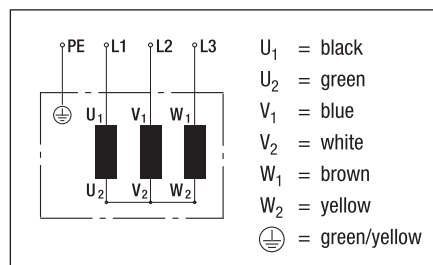 PE L1 L2 L3
U₁ V₁ W₁
U₂ V₂ W₂
U₁ = black
U₂ = green
V₁ = blue
V₂ = white
W₁ = brown
W₂ = yellow
⏚ = green/yellow